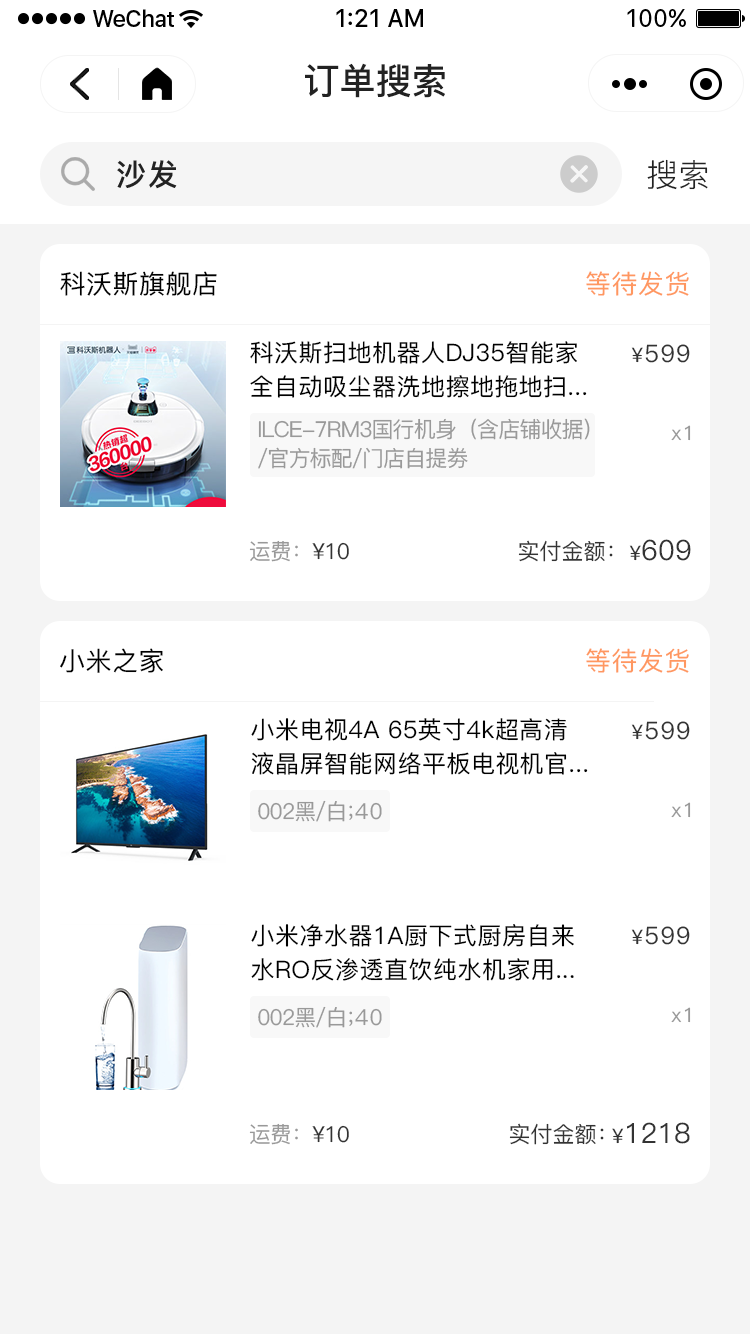 WeChat 1:21 AM 100%
订单搜索
沙发 搜索
科沃斯旗舰店 等待发货
科沃斯机器人
热销超
360000
台
科沃斯扫地机器人DJ35智能家 ¥599
全自动吸尘器洗地擦地拖地扫...
ILCE-7RM3国行机身（含店铺收据） x1
/官方标配/门店自提券
运费： ¥10 实付金额： ¥609
小米之家 等待发货
小米电视4A 65英寸4k超高清 ¥599
液晶屏智能网络平板电视机官...
002黑/白;40 x1
小米净水器1A厨下式厨房自来 ¥599
水RO反渗透直饮纯水机家用...
002黑/白;40 x1
运费： ¥10 实付金额：¥1218